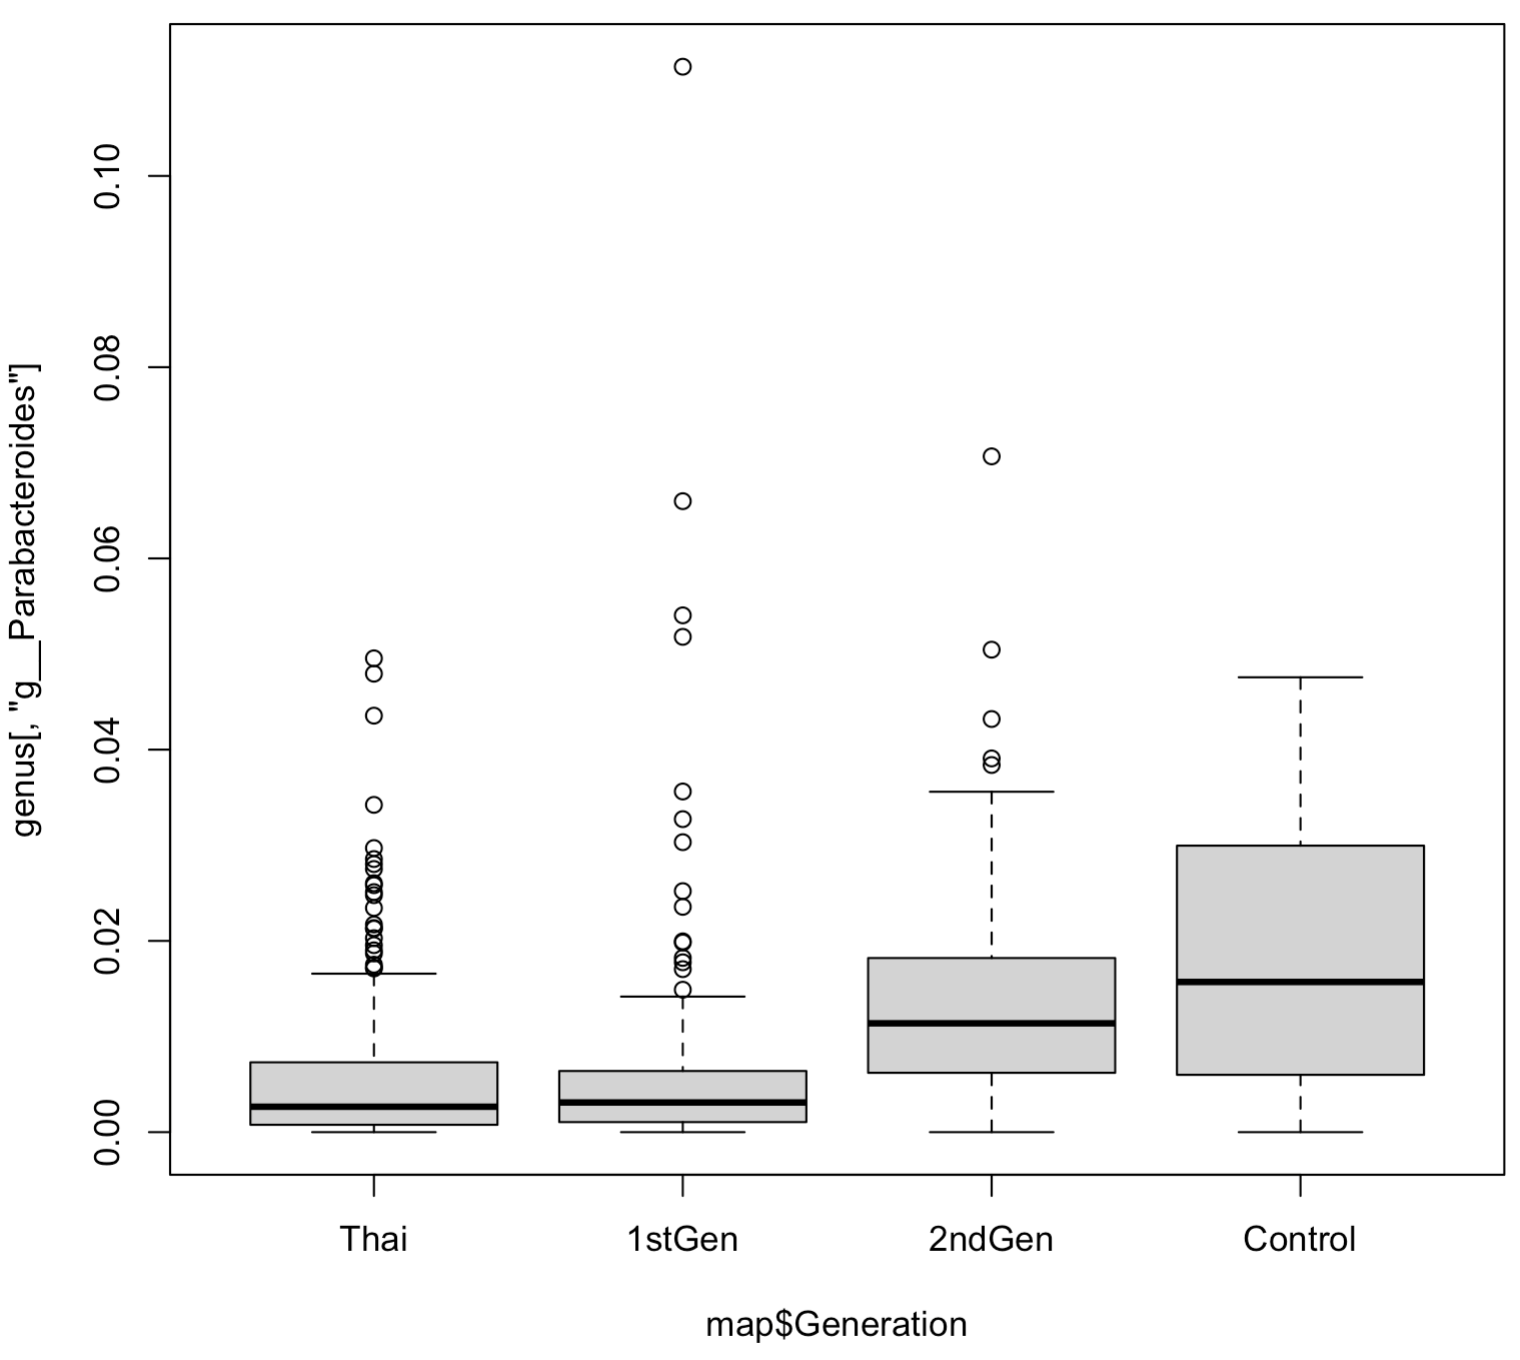 genus[, "g__Parabacteroides"]
0.10
0.08
0.06
0.04
0.02
0.00
Thai 1stGen 2ndGen Control
map$Generation